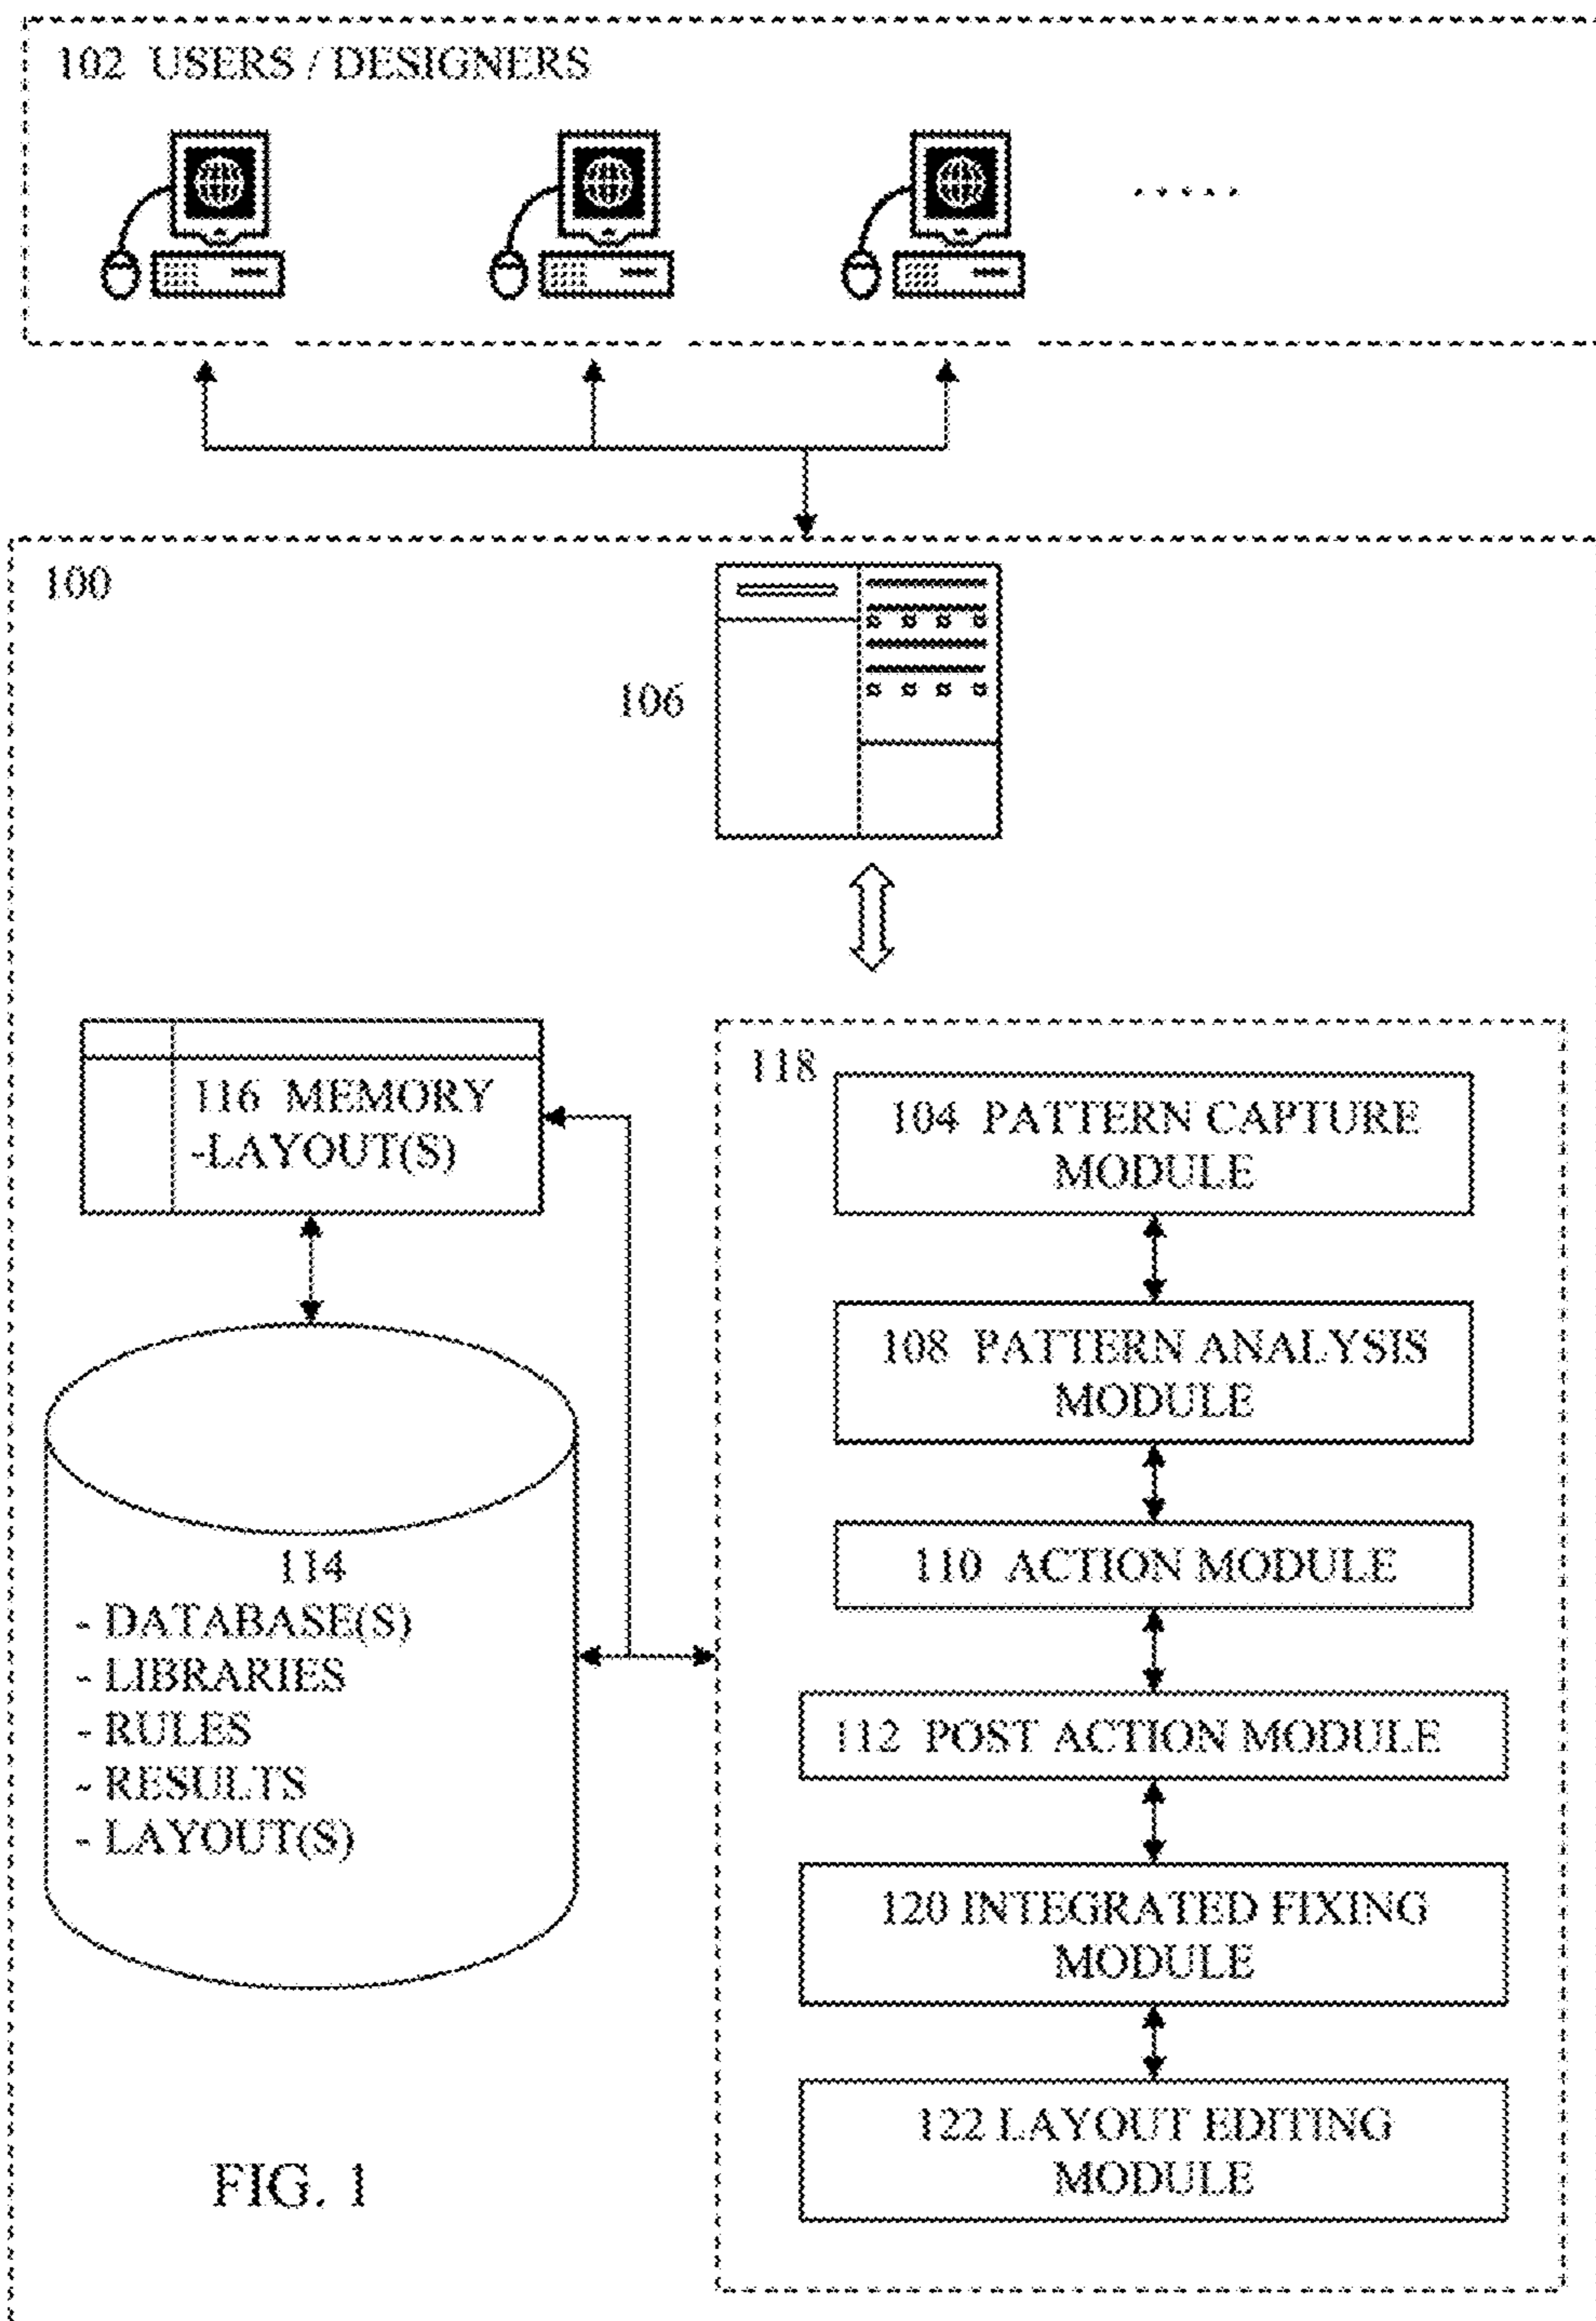 102 USERS / DESIGNERS
.....
100
106
116 MEMORY
-LAYOUT(S)
114
- DATABASE(S)
- LIBRARIES
- RULES
- RESULTS
- LAYOUT(S)
118
104 PATTERN CAPTURE
MODULE
108 PATTERN ANALYSIS
MODULE
110 ACTION MODULE
112 POST ACTION MODULE
120 INTEGRATED FIXING
MODULE
122 LAYOUT EDITING
MODULE
FIG. 1